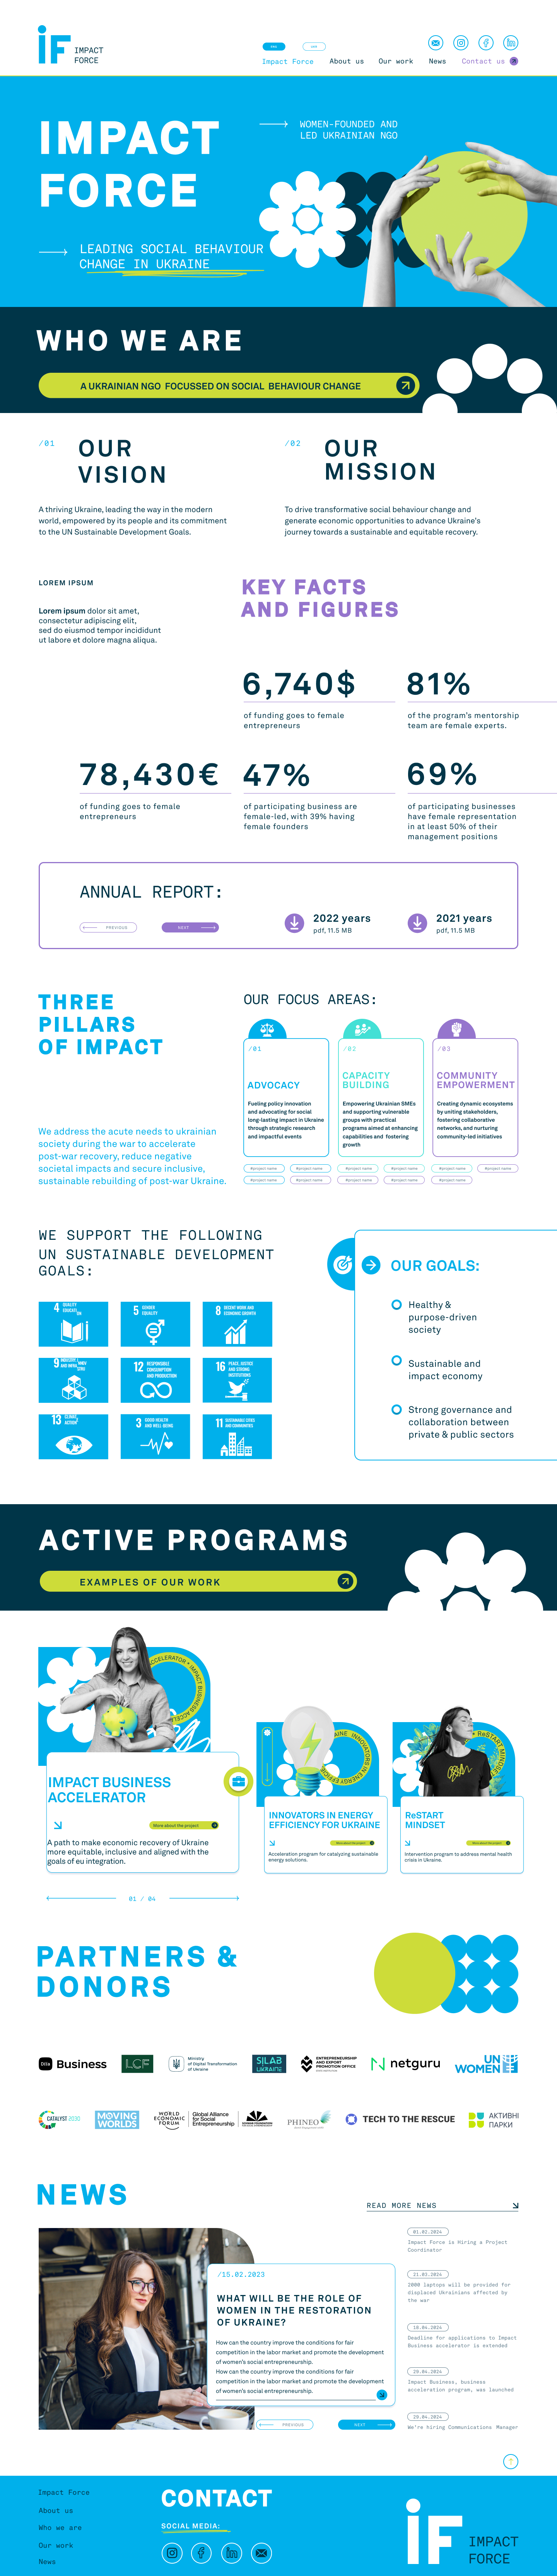 iF IMPACT
FORCE
Impact Force
About us
Our work
News
Contact us
IMPACT
FORCE
WOMEN-FOUNDED AND
LED UKRAINIAN NGO
LEADING SOCIAL BEHAVIOUR
CHANGE IN UKRAINE
WHO WE ARE
A UKRAINIAN NGO FOCUSSED ON SOCIAL BEHAVIOUR CHANGE
/01
OUR
VISION
A thriving Ukraine, leading the way in the modern
world, empowered by its people and its commitment
to the UN Sustainable Development Goals.
/02
OUR
MISSION
To drive transformative social behaviour change and
generate economic opportunities to advance Ukraine's
journey towards a sustainable and equitable recovery.
LOREM IPSUM
Lorem ipsum dolor sit amet,
consectetur adipiscing elit,
sed do eiusmod tempor incididunt
ut labore et dolore magna aliqua.
KEY FACTS
AND FIGURES
6,740$
of funding goes to female
entrepreneurs
81%
of the program's mentorship
team are female experts.
78,430€
of funding goes to female
entrepreneurs
47%
of participating business are
female-led, with 39% having
female founders
69%
of participating businesses
have female representation
in at least 50% of their
management positions
ANNUAL REPORT:
PREVIOUS
NEXT
2022 years
pdf, 11.5 MB
2021 years
pdf, 11.5 MB
THREE
PILLARS
OF IMPACT
We address the acute needs to ukrainian
society during the war to accelerate
post-war recovery, reduce negative
societal impacts and secure inclusive,
sustainable rebuilding of post-war Ukraine.
OUR FOCUS AREAS:
/01
ADVOCACY
Fueling policy innovation
and advocating for social
long-lasting impact in Ukraine
through strategic research
and impactful events
/02
CAPACITY
BUILDING
Empowering Ukrainian SMEs
and supporting vulnerable
groups with practical
programs aimed at enhancing
capabilities and fostering
growth
/03
COMMUNITY
EMPOWERMENT
Creating dynamic ecosystems
by uniting stakeholders,
fostering collaborative
networks, and nurturing
community-led initiatives
#project name #project name #project name #project name #project name #project name
#project name #project name #project name #project name #project name
WE SUPPORT THE FOLLOWING
UN SUSTAINABLE DEVELOPMENT
GOALS:
4 QUALITY
5 GENDER
EQUALITY
8 DECENT WORK AND
ECONOMIC GROWTH
9
12 RESPONSIBLE
CONSUMPTION
AND PRODUCTION
16 PEACE, JUSTICE
AND STRONG
INSTITUTIONS
13 CLIMATE
ACTION
3 GOOD HEALTH
AND WELL-BEING
11 SUSTAINABLE CITIES
AND COMMUNITIES
OUR GOALS:
Healthy &
purpose-driven
society
Sustainable and
impact economy
Strong governance and
collaboration between
private & public sectors
ACTIVE PROGRAMS
EXAMPLES OF OUR WORK
IMPACT BUSINESS
ACCELERATOR
More about the project
A path to make economic recovery of Ukraine
more equitable, inclusive and aligned with the
goals of eu integration.
01 / 04
INNOVATORS IN ENERGY
EFFICIENCY FOR UKRAINE
More about the project
Acceleration program for catalyzing sustainable
energy solutions.
ReSTART
MINDSET
More about the project
Intervention program to address mental health
crisis in Ukraine.
PARTNERS &
DONORS
Diia Business
LCF
Ministry
of Digital Transformation
of Ukraine
SILAB
UKRAINE
ENTREPRENEURSHIP
AND EXPORT
PROMOTION OFFICE
netguru
UN
WOMEN
CATALYST 2030
MOVING
WORLDS
WORLD
ECONOMIC
FORUM
Global Alliance
for Social
Entrepreneurship
PHINEO
TECH TO THE RESCUE
АКТИВНІ
ПАРКИ
NEWS
READ MORE NEWS
/15.02.2023
WHAT WILL BE THE ROLE OF
WOMEN IN THE RESTORATION
OF UKRAINE?
How can the country improve the conditions for fair
competition in the labor market and promote the development
of women's social entrepreneurship.
How can the country improve the conditions for fair
competition in the labor market and promote the development
of women's social entrepreneurship.
PREVIOUS
NEXT
01.02.2024
Impact Force is Hiring a Project
Coordinator
21.03.2024
2000 laptops will be provided for
displaced Ukrainians affected by
the war
18.04.2024
Deadline for applications to Impact
Business accelerator is extended
25.04.2024
Impact Business, business
acceleration program, was launched
29.04.2024
We're hiring Communications Manager
Impact Force
About us
Who we are
Our work
News
CONTACT
SOCIAL MEDIA:
iF IMPACT
FORCE